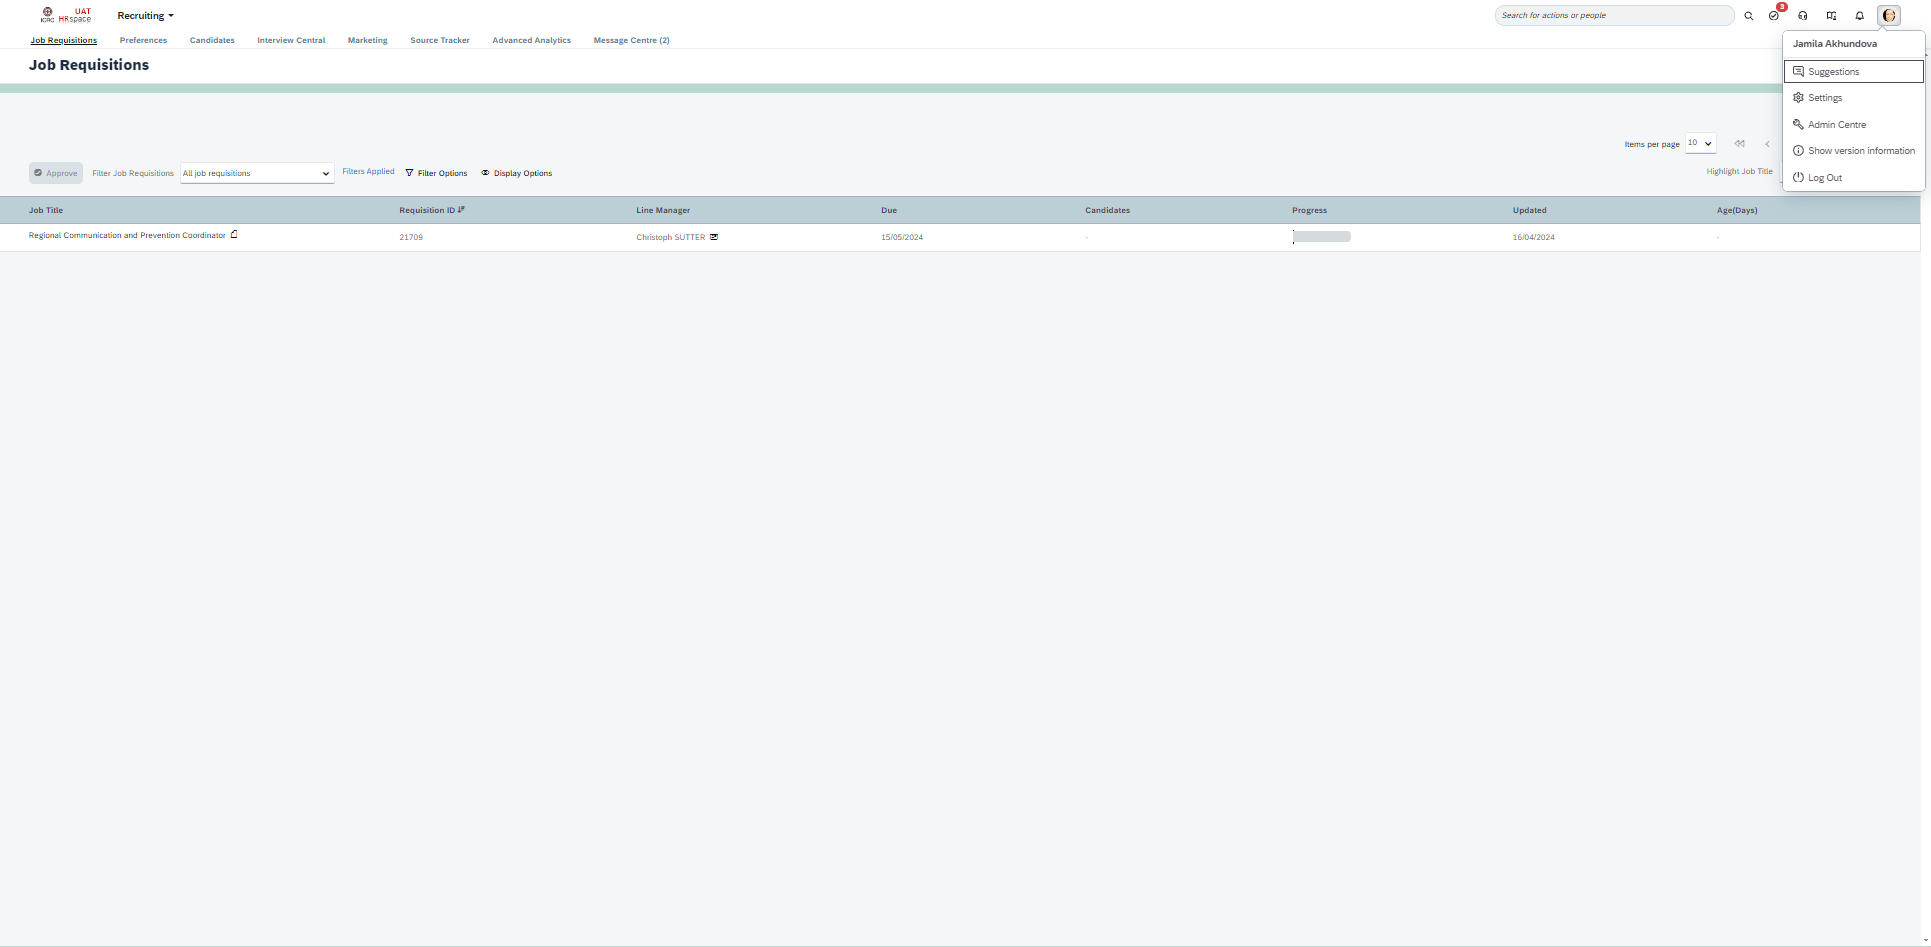 ICRC UAT HRspace
Recruiting
Search for actions or people
3
Job Requisitions Preferences Candidates Interview Central Marketing Source Tracker Advanced Analytics Message Centre (2)
Jamila Akhundova
Job Requisitions
Suggestions
Settings
Admin Centre
Show version information
Log Out
Items per page 10
Approve Filter Job Requisitions All job requisitions Filters Applied Filter Options Display Options
Highlight Job Title
Job Title Requisition ID Line Manager Due Candidates Progress Updated Age(Days)
Regional Communication and Prevention Coordinator 21709 Christoph SUTTER 15/05/2024 - 16/04/2024 -